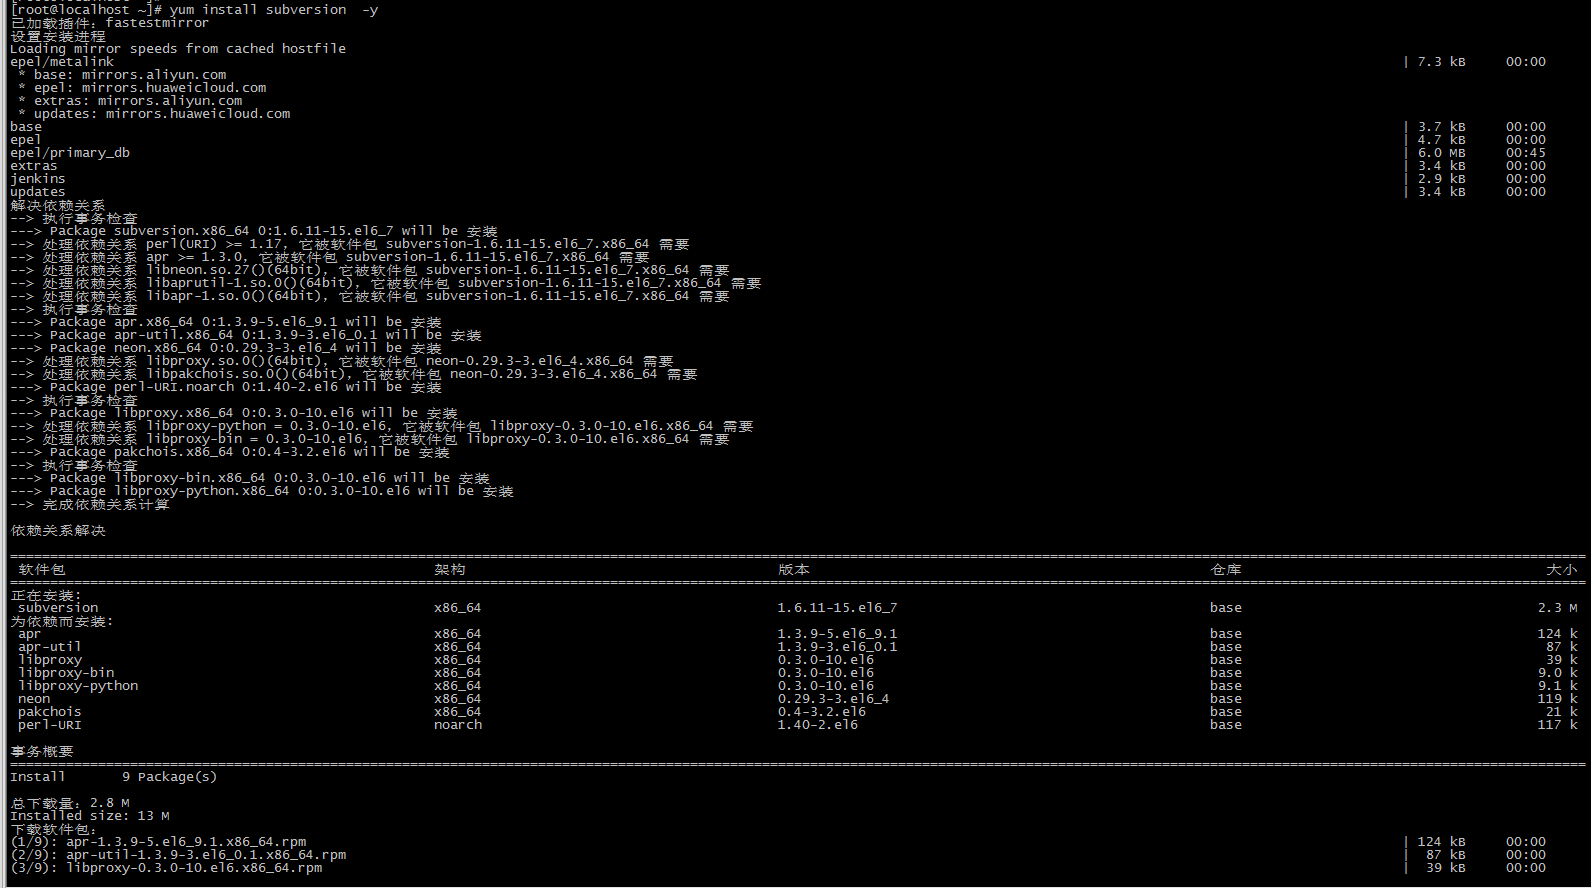 [root@localhost ~]# yum install subversion  -y
已加载插件：fastestmirror
设置安装进程
Loading mirror speeds from cached hostfile
epel/metalink | 7.3 kB 00:00
 * base: mirrors.aliyun.com
 * epel: mirrors.huaweicloud.com
 * extras: mirrors.aliyun.com
 * updates: mirrors.huaweicloud.com
base | 3.7 kB 00:00
epel | 4.7 kB 00:00
epel/primary_db | 6.0 MB 00:45
extras | 3.4 kB 00:00
jenkins | 2.9 kB 00:00
updates | 3.4 kB 00:00
解决依赖关系
--> 执行事务检查
---> Package subversion.x86_64 0:1.6.11-15.el6_7 will be 安装
--> 处理依赖关系 perl(URI) >= 1.17，它被软件包 subversion-1.6.11-15.el6_7.x86_64 需要
--> 处理依赖关系 apr >= 1.3.0，它被软件包 subversion-1.6.11-15.el6_7.x86_64 需要
--> 处理依赖关系 libneon.so.27()(64bit)，它被软件包 subversion-1.6.11-15.el6_7.x86_64 需要
--> 处理依赖关系 libaprutil-1.so.0()(64bit)，它被软件包 subversion-1.6.11-15.el6_7.x86_64 需要
--> 处理依赖关系 libapr-1.so.0()(64bit)，它被软件包 subversion-1.6.11-15.el6_7.x86_64 需要
--> 执行事务检查
---> Package apr.x86_64 0:1.3.9-5.el6_9.1 will be 安装
---> Package apr-util.x86_64 0:1.3.9-3.el6_0.1 will be 安装
---> Package neon.x86_64 0:0.29.3-3.el6_4 will be 安装
--> 处理依赖关系 libproxy.so.0()(64bit)，它被软件包 neon-0.29.3-3.el6_4.x86_64 需要
--> 处理依赖关系 libpakchois.so.0()(64bit)，它被软件包 neon-0.29.3-3.el6_4.x86_64 需要
---> Package perl-URI.noarch 0:1.40-2.el6 will be 安装
--> 执行事务检查
---> Package libproxy.x86_64 0:0.3.0-10.el6 will be 安装
--> 处理依赖关系 libproxy-python = 0.3.0-10.el6，它被软件包 libproxy-0.3.0-10.el6.x86_64 需要
--> 处理依赖关系 libproxy-bin = 0.3.0-10.el6，它被软件包 libproxy-0.3.0-10.el6.x86_64 需要
---> Package pakchois.x86_64 0:0.4-3.2.el6 will be 安装
--> 执行事务检查
---> Package libproxy-bin.x86_64 0:0.3.0-10.el6 will be 安装
---> Package libproxy-python.x86_64 0:0.3.0-10.el6 will be 安装
--> 完成依赖关系计算
依赖关系解决
软件包 架构 版本 仓库 大小
正在安装:
 subversion x86_64 1.6.11-15.el6_7 base 2.3 M
为依赖而安装:
 apr x86_64 1.3.9-5.el6_9.1 base 124 k
 apr-util x86_64 1.3.9-3.el6_0.1 base 87 k
 libproxy x86_64 0.3.0-10.el6 base 39 k
 libproxy-bin x86_64 0.3.0-10.el6 base 9.0 k
 libproxy-python x86_64 0.3.0-10.el6 base 9.1 k
 neon x86_64 0.29.3-3.el6_4 base 119 k
 pakchois x86_64 0.4-3.2.el6 base 21 k
 perl-URI noarch 1.40-2.el6 base 117 k
事务概要
Install       9 Package(s)
总下载量：2.8 M
Installed size: 13 M
下载软件包：
(1/9): apr-1.3.9-5.el6_9.1.x86_64.rpm | 124 kB 00:00
(2/9): apr-util-1.3.9-3.el6_0.1.x86_64.rpm | 87 kB 00:00
(3/9): libproxy-0.3.0-10.el6.x86_64.rpm | 39 kB 00:00